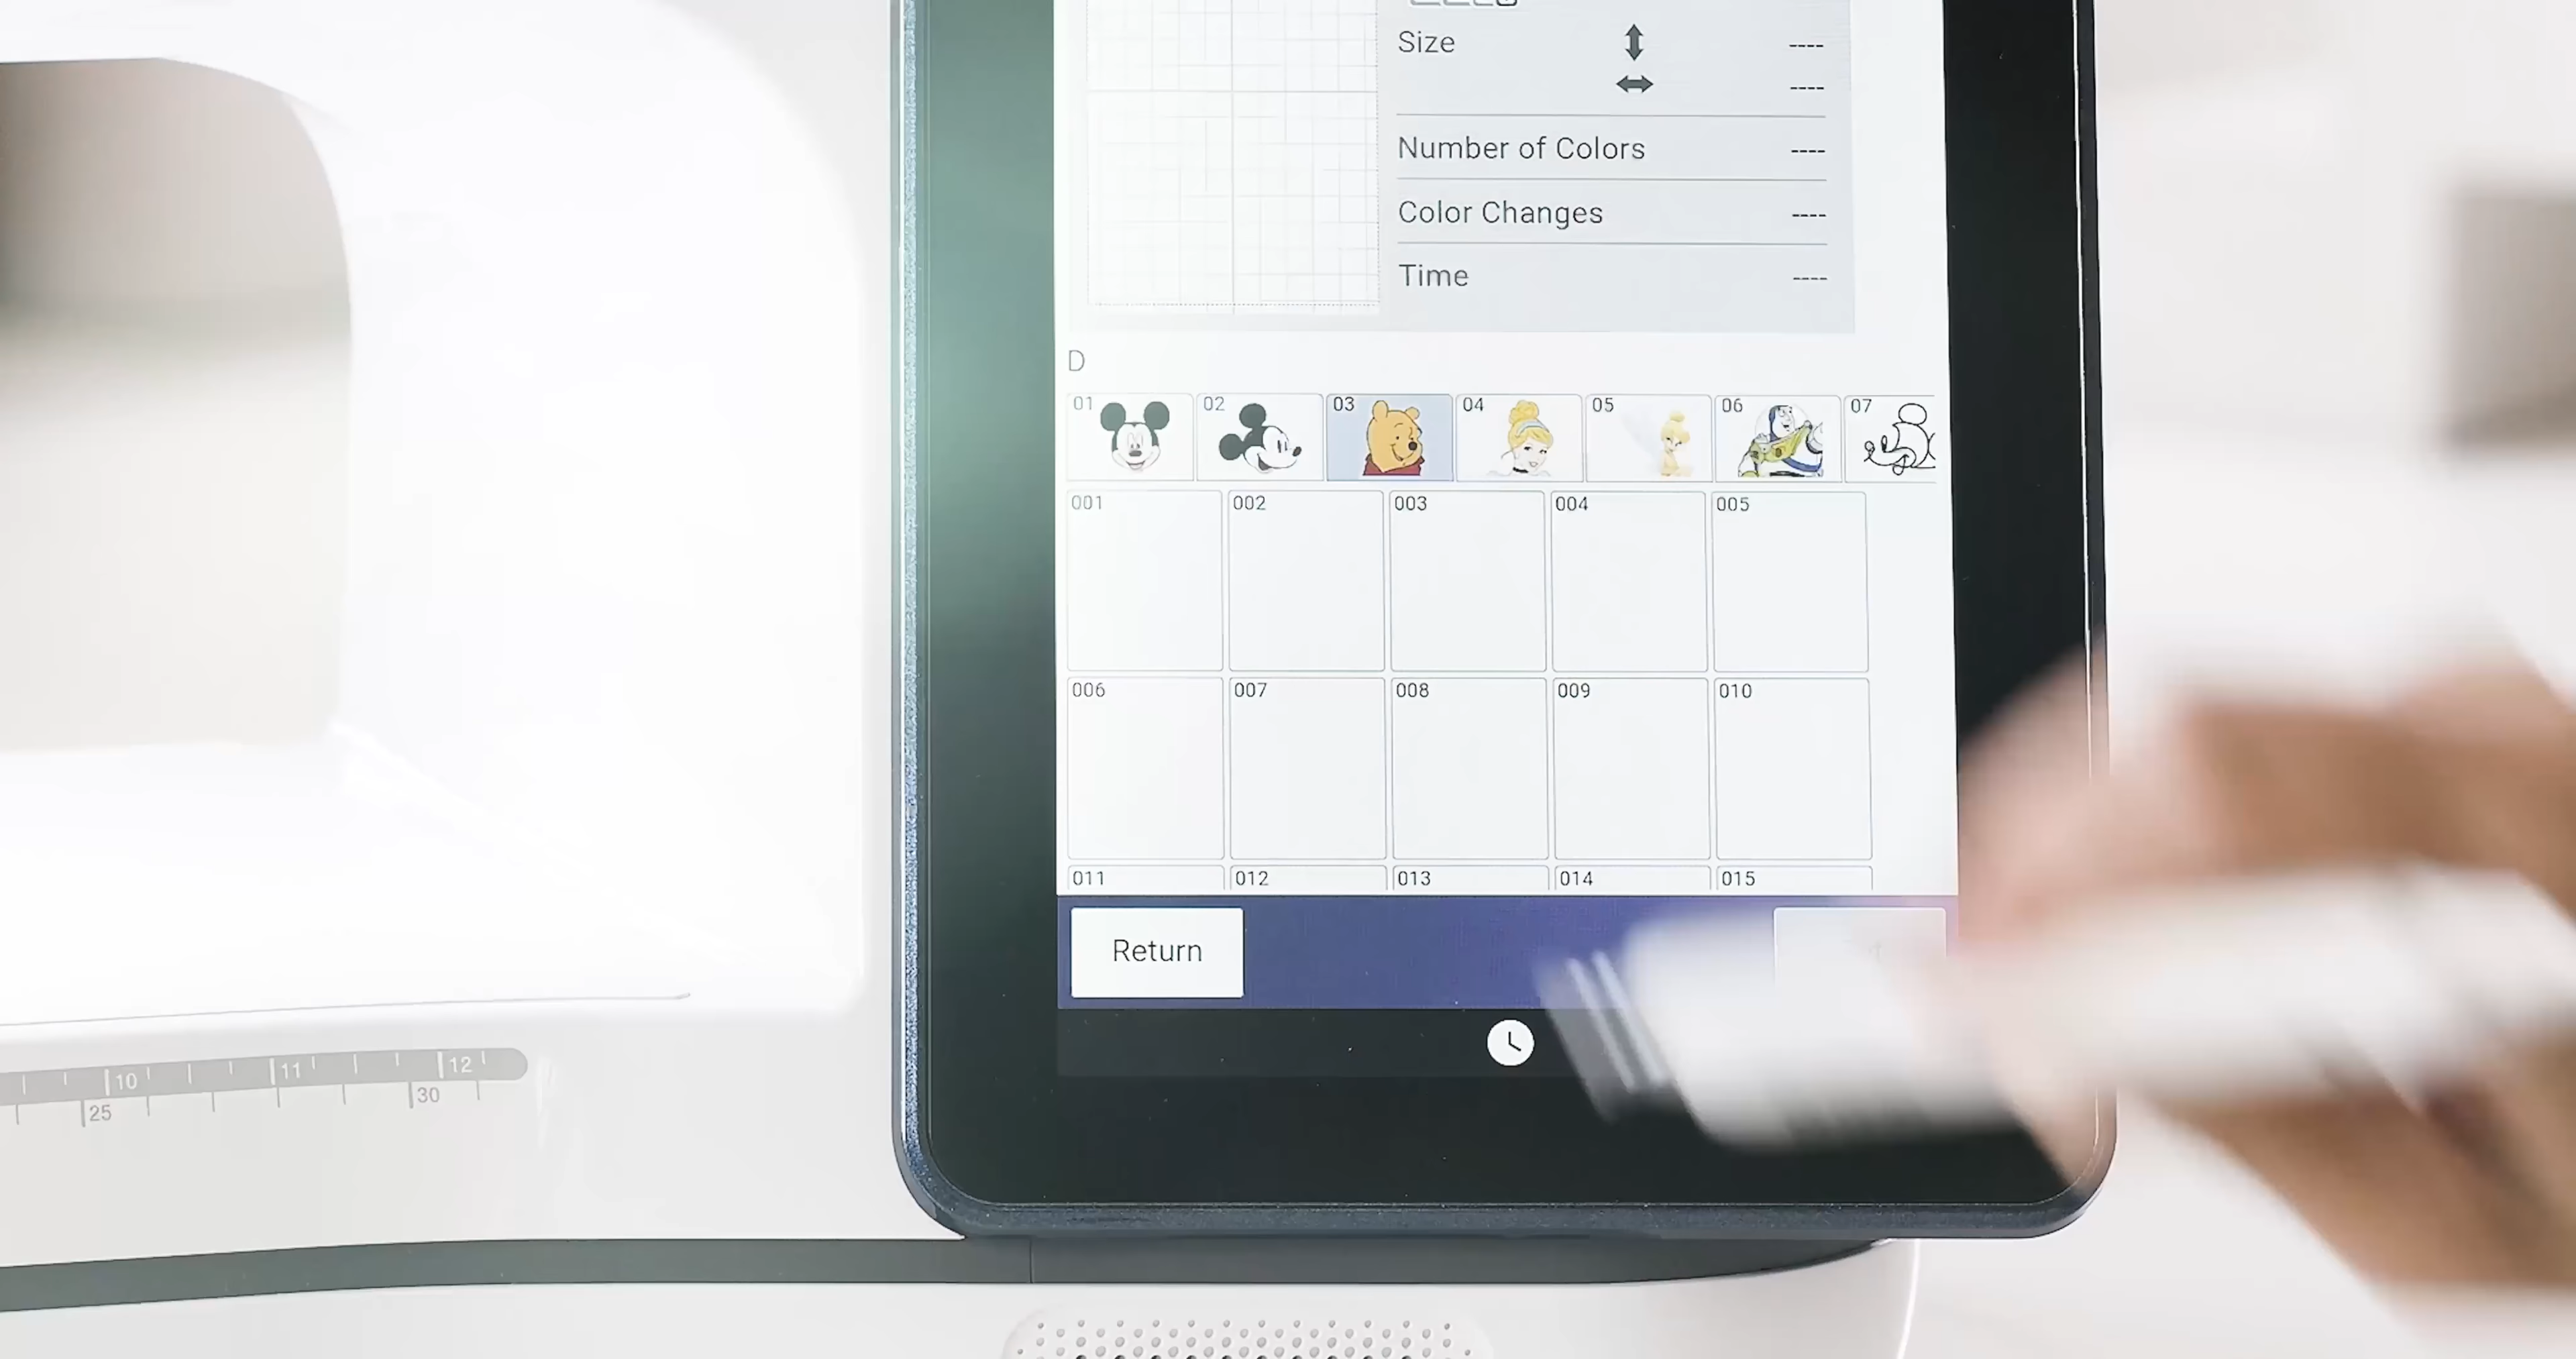 Size ----
----
Number of Colors ----
Color Changes ----
Time ----
D
01 02 03 04 05 06 07
001 002 003 004 005
006 007 008 009 010
011 012 013 014 015
Return
10 11 12
25 30